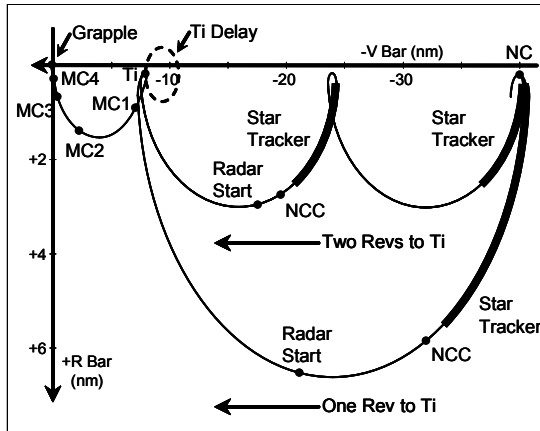 Grapple
Ti Delay
-V Bar (nm)
NC
Ti
-10
-20
-30
-40
MC4
MC3
MC1
MC2
Star
Tracker
Star
Tracker
+2
Radar
Start
NCC
Two Revs to Ti
+4
Star
Tracker
Radar
Start
NCC
+6
+R Bar
(nm)
One Rev to Ti